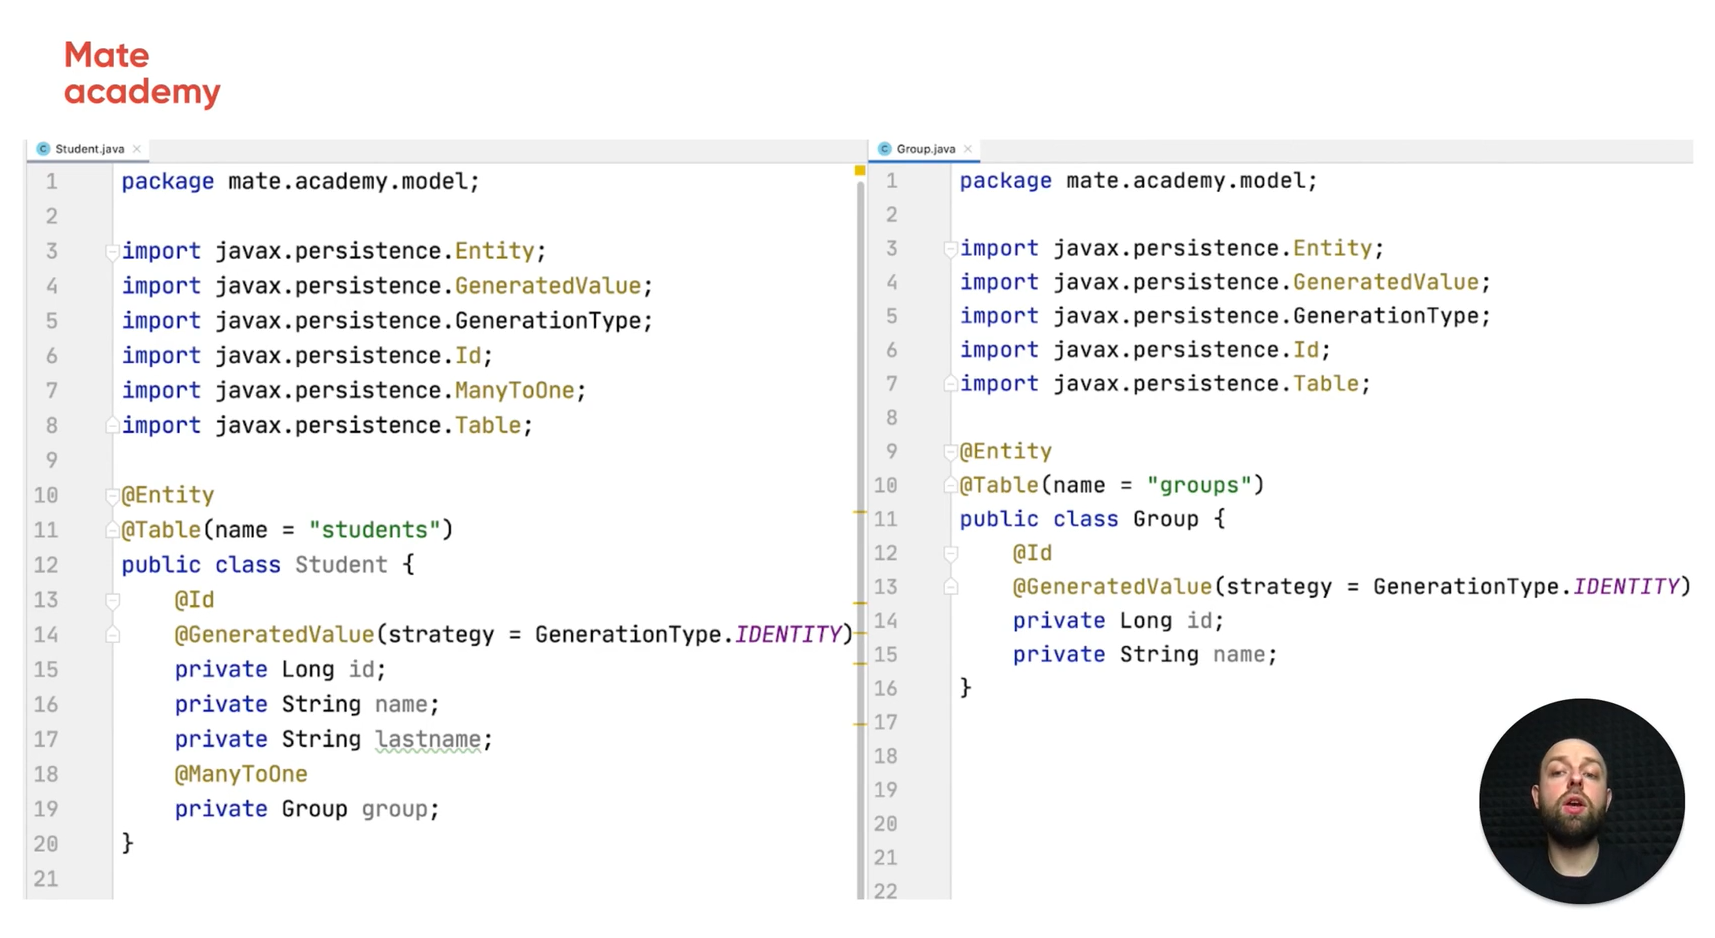 Mate
academy
Student.java
1 package mate.academy.model;
2
3 import javax.persistence.Entity;
4 import javax.persistence.GeneratedValue;
5 import javax.persistence.GenerationType;
6 import javax.persistence.Id;
7 import javax.persistence.ManyToOne;
8 import javax.persistence.Table;
9
10 @Entity
11 @Table(name = "students")
12 public class Student {
13 @Id
14 @GeneratedValue(strategy = GenerationType.IDENTITY)
15 private Long id;
16 private String name;
17 private String lastname;
18 @ManyToOne
19 private Group group;
20 }
21
Group.java
1 package mate.academy.model;
2
3 import javax.persistence.Entity;
4 import javax.persistence.GeneratedValue;
5 import javax.persistence.GenerationType;
6 import javax.persistence.Id;
7 import javax.persistence.Table;
8
9 @Entity
10 @Table(name = "groups")
11 public class Group {
12 @Id
13 @GeneratedValue(strategy = GenerationType.IDENTITY)
14 private Long id;
15 private String name;
16 }
17
18
19
20
21
22